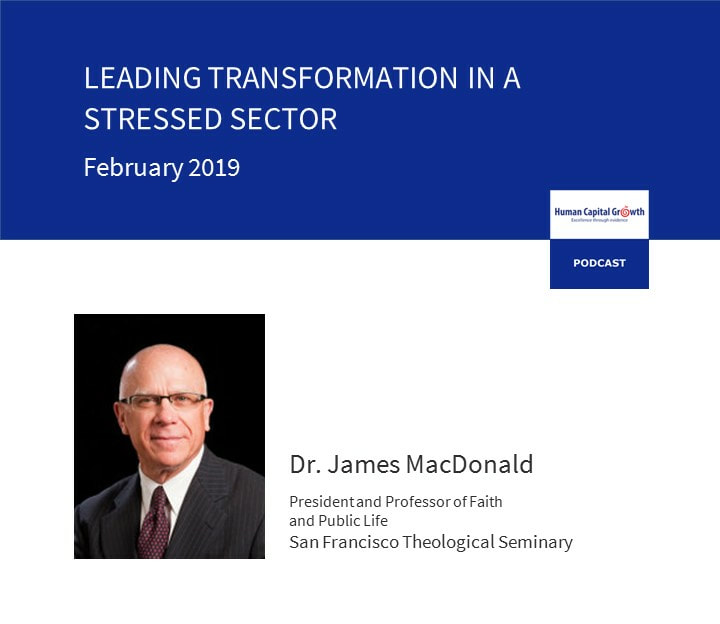 LEADING TRANSFORMATION IN A
STRESSED SECTOR
February 2019
Human Capital Growth
Excellence through evidence
PODCAST
Dr. James MacDonald
President and Professor of Faith
and Public Life
San Francisco Theological Seminary